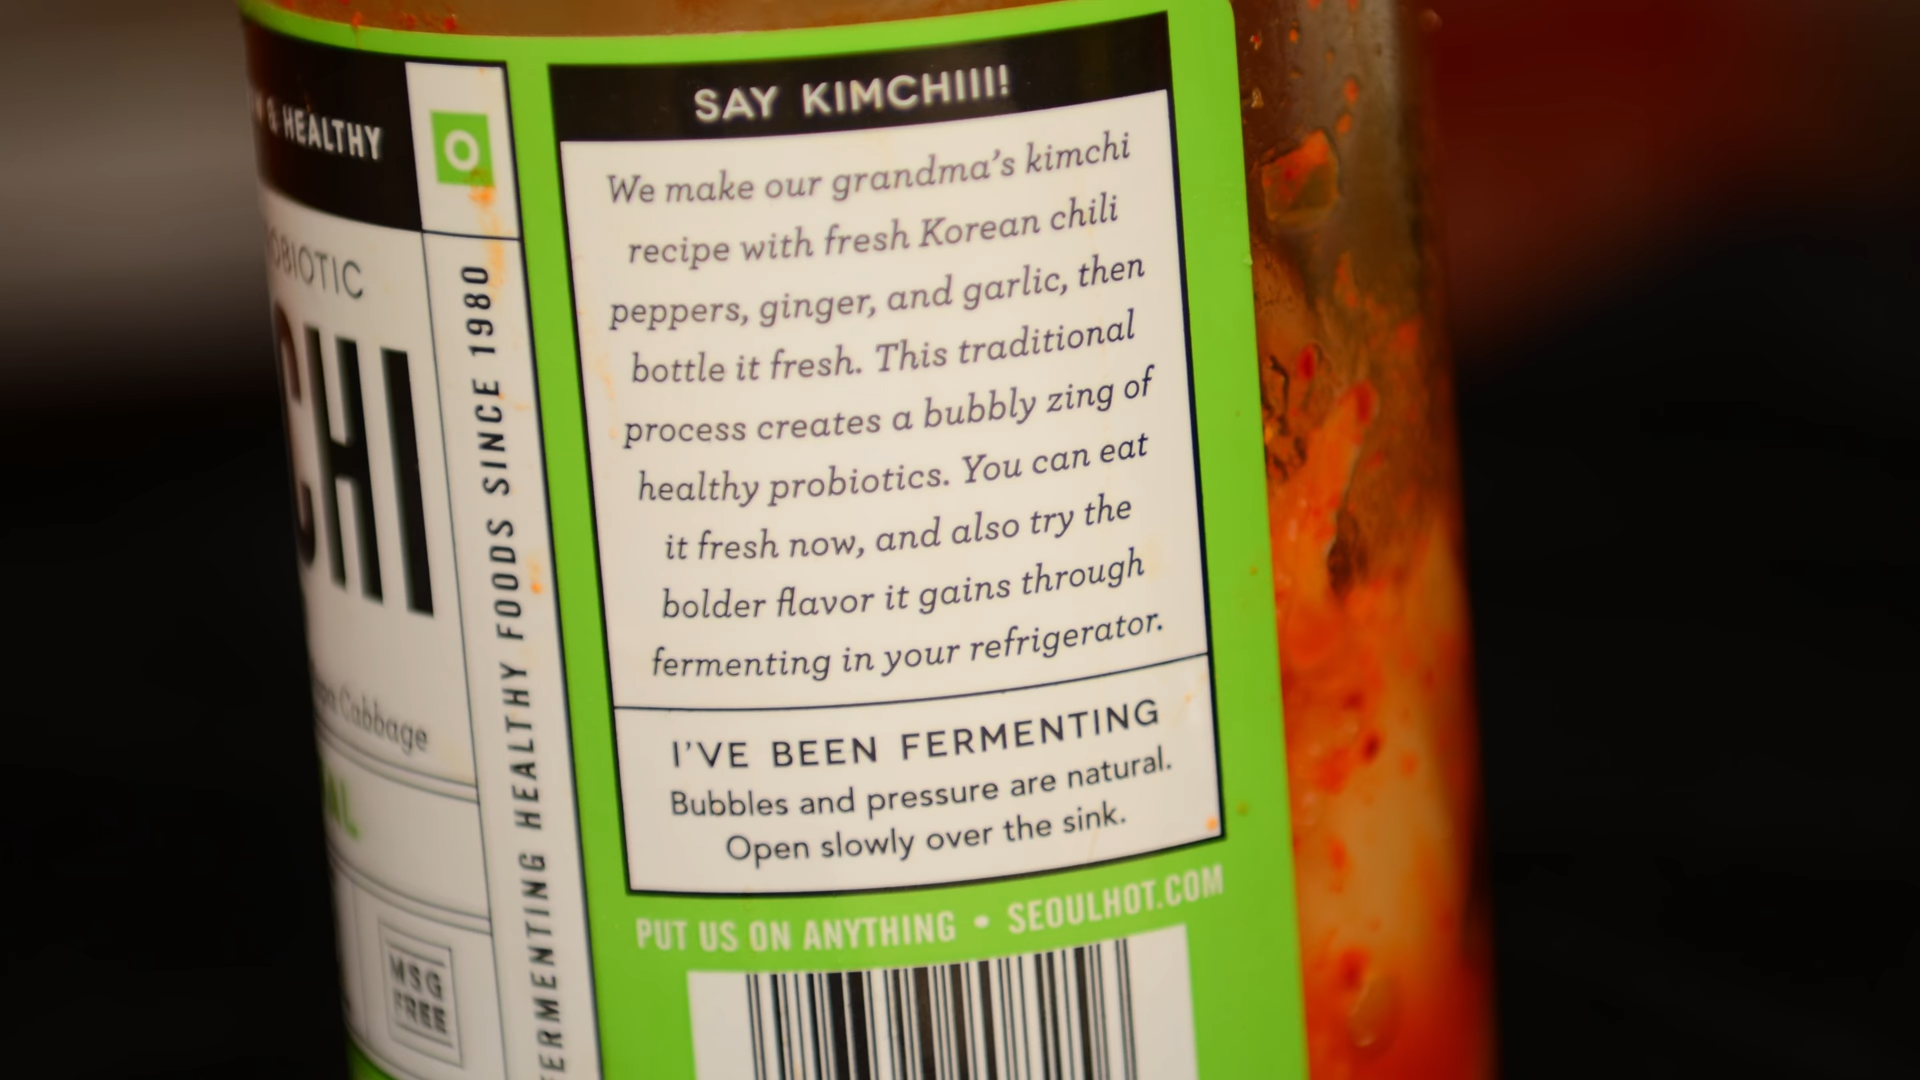 & HEALTHY
O
CHI
Cabbage
MSG
FREE
FERMENTING HEALTHY FOODS SINCE 1980
SAY KIMCHIII!
We make our grandma's kimchi
recipe with fresh Korean chili
peppers, ginger, and garlic, then
bottle it fresh. This traditional
process creates a bubbly zing of
healthy probiotics. You can eat
it fresh now, and also try the
bolder flavor it gains through
fermenting in your refrigerator.
I'VE BEEN FERMENTING
Bubbles and pressure are natural.
Open slowly over the sink.
PUT US ON ANYTHING • SEOULHOT.COM